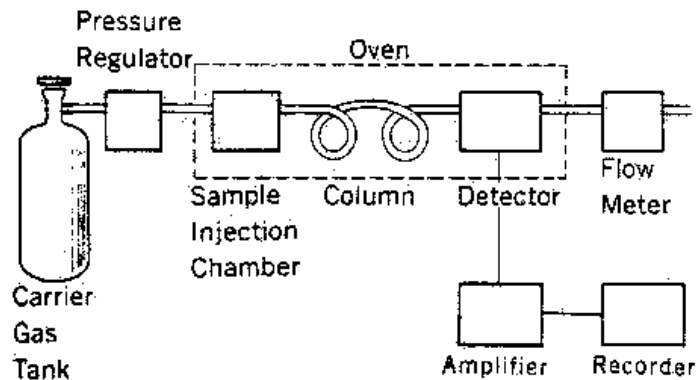 Pressure
Regulator
Oven
Sample
Injection
Chamber
Column
Detector
Flow
Meter
Carrier
Gas
Tank
Amplifier
Recorder